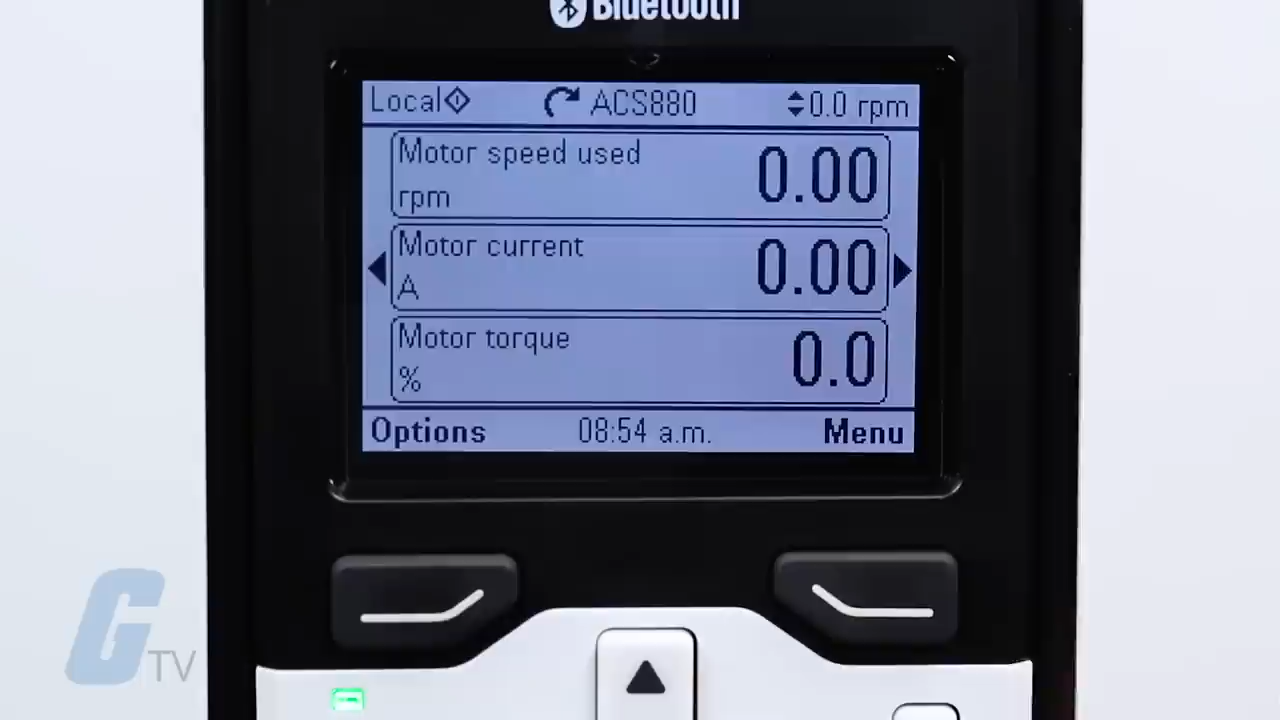 Bluetooth
Local ACS880 0.0 rpm
Motor speed used 0.00
rpm
Motor current 0.00
A
Motor torque 0.0
%
Options 08:54 a.m. Menu
G TV